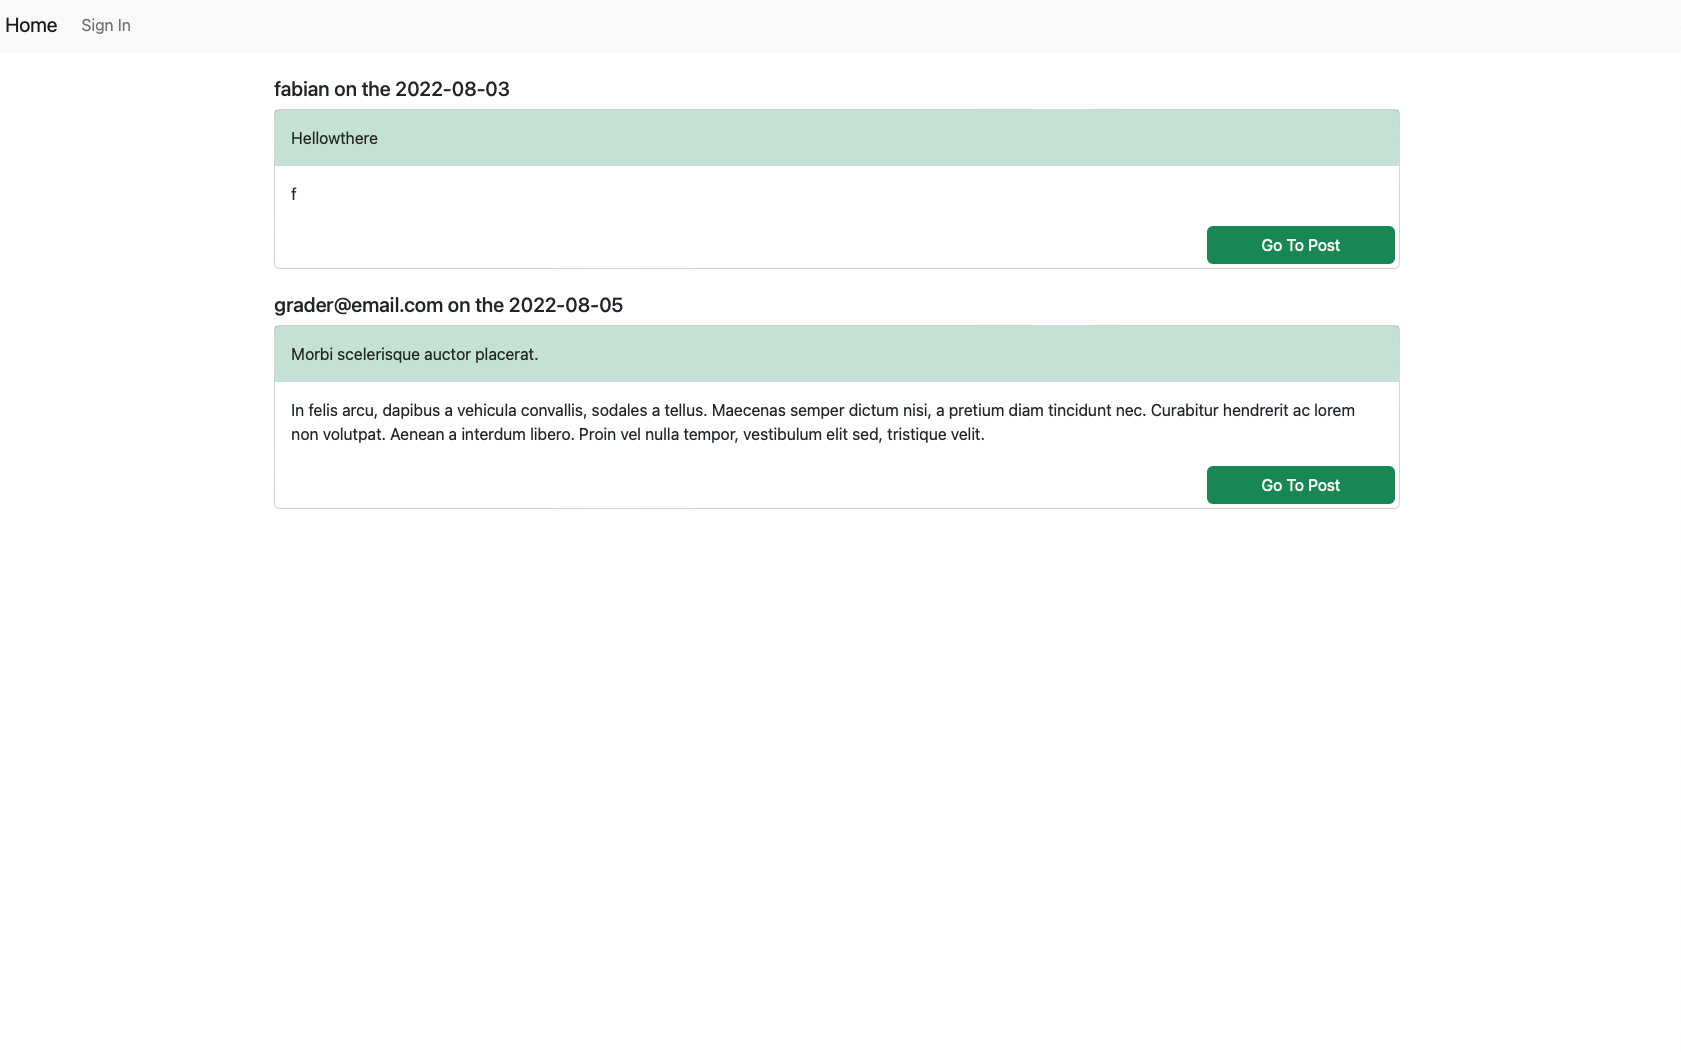 Home Sign In
fabian on the 2022-08-03
Hellowthere
f
Go To Post
grader@email.com on the 2022-08-05
Morbi scelerisque auctor placerat.
In felis arcu, dapibus a vehicula convallis, sodales a tellus. Maecenas semper dictum nisi, a pretium diam tincidunt nec. Curabitur hendrerit ac lorem
non volutpat. Aenean a interdum libero. Proin vel nulla tempor, vestibulum elit sed, tristique velit.
Go To Post